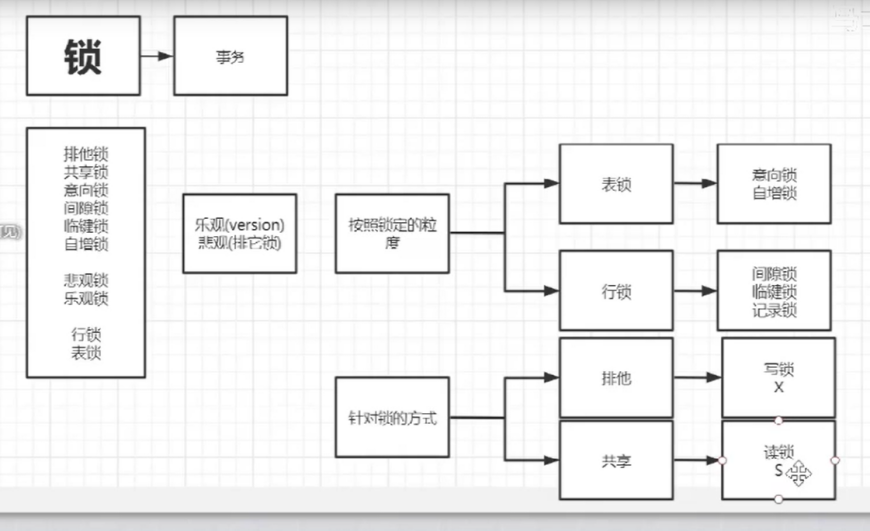 锁
事务
排他锁
共享锁
意向锁
间隙锁
临键锁
自增锁
悲观锁
乐观锁
行锁
表锁
见)
乐观(version)
悲观(排它锁)
按照锁定的粒
度
表锁
意向锁
自增锁
行锁
间隙锁
临键锁
记录锁
针对锁的方式
排他
写锁
X
共享
读锁
S